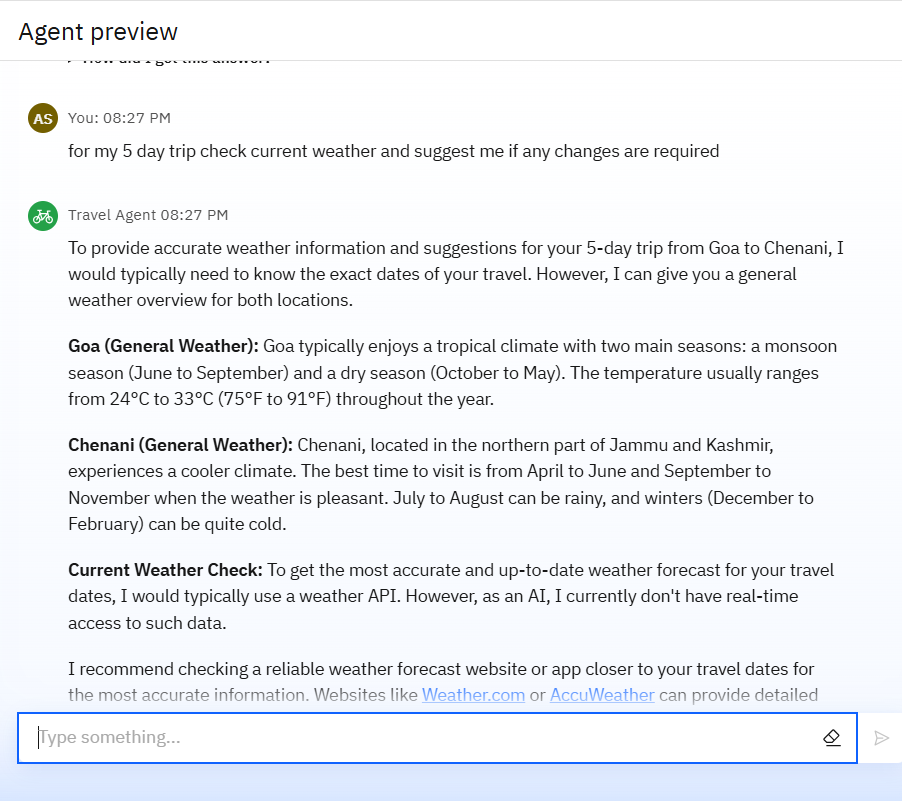 Agent preview
How did I get this answer?
AS
You: 08:27 PM
for my 5 day trip check current weather and suggest me if any changes are required
Travel Agent 08:27 PM
To provide accurate weather information and suggestions for your 5-day trip from Goa to Chenani, I
would typically need to know the exact dates of your travel. However, I can give you a general
weather overview for both locations.
Goa (General Weather): Goa typically enjoys a tropical climate with two main seasons: a monsoon
season (June to September) and a dry season (October to May). The temperature usually ranges
from 24°C to 33°C (75°F to 91°F) throughout the year.
Chenani (General Weather): Chenani, located in the northern part of Jammu and Kashmir,
experiences a cooler climate. The best time to visit is from April to June and September to
November when the weather is pleasant. July to August can be rainy, and winters (December to
February) can be quite cold.
Current Weather Check: To get the most accurate and up-to-date weather forecast for your travel
dates, I would typically use a weather API. However, as an AI, I currently don't have real-time
access to such data.
I recommend checking a reliable weather forecast website or app closer to your travel dates for
the most accurate information. Websites like Weather.com or AccuWeather can provide detailed
Type something...